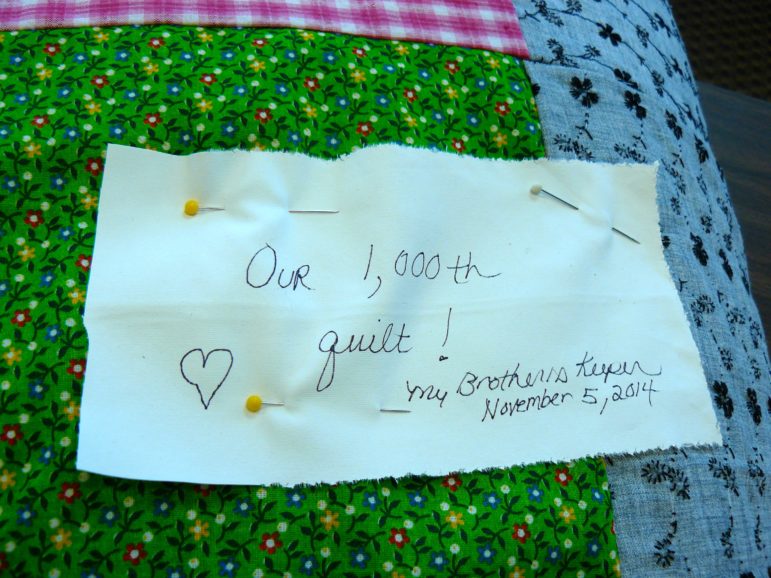 Our 1,000th
quilt!
My Brother's Keeper
November 5, 2014